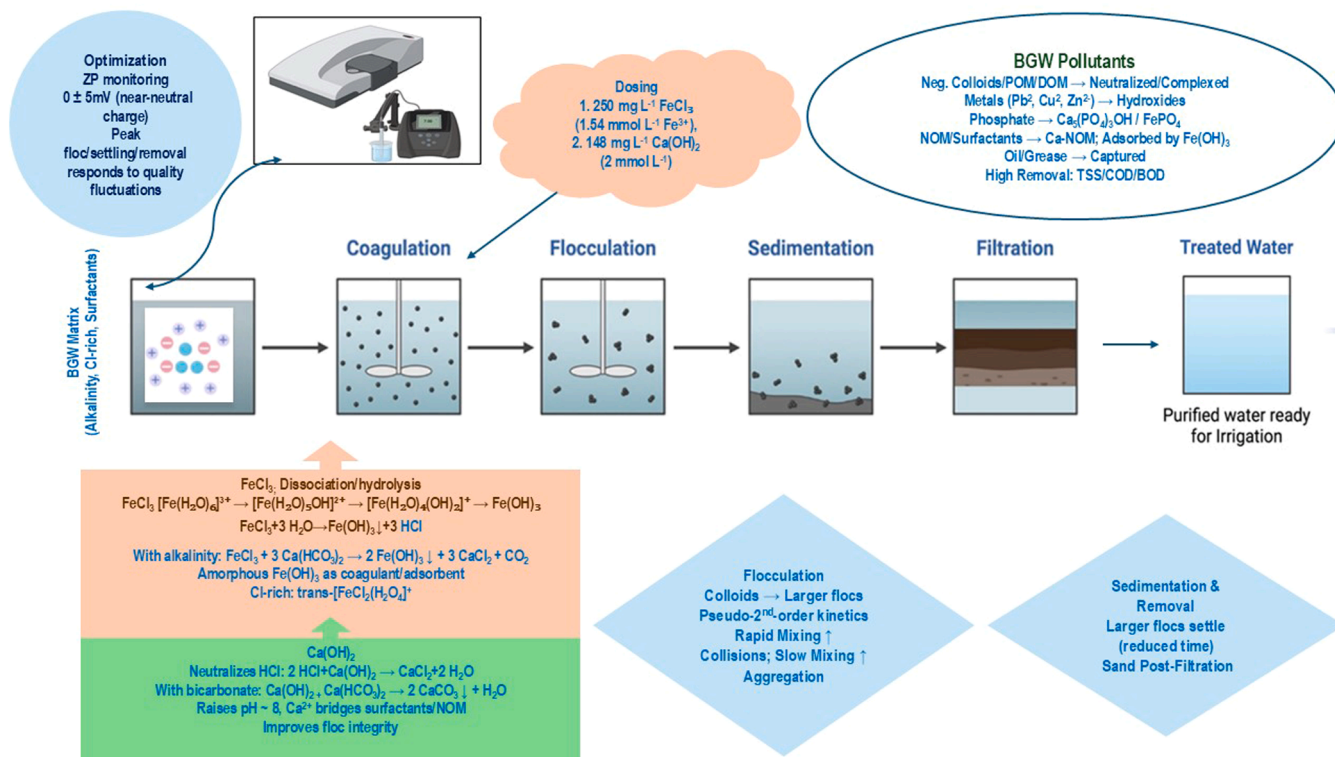 Optimization
ZP monitoring
0 ± 5mV (near-neutral
charge)
Peak
floc/settling/removal
responds to quality
fluctuations
Dosing
1. 250 mg L⁻¹ FeCl₃
(1.54 mmol L⁻¹ Fe³⁺),
2. 148 mg L⁻¹ Ca(OH)₂
(2 mmol L⁻¹)
BGW Pollutants
Neg. Colloids/POM/DOM → Neutralized/Complexed
Metals (Pb², Cu², Zn²⁻) → Hydroxides
Phosphate → Ca₅(PO₄)₃OH / FePO₄
NOM/Surfactants → Ca-NOM; Adsorbed by Fe(OH)₃
Oil/Grease → Captured
High Removal: TSS/COD/BOD
BGW Matrix
(Alkalinity, Cl-rich, Surfactants)
Coagulation
Flocculation
Sedimentation
Filtration
Treated Water
Purified water ready
for Irrigation
FeCl₃; Dissociation/hydrolysis
FeCl₃ [Fe(H₂O)₆]³⁺ → [Fe(H₂O)₅OH]²⁺ → [Fe(H₂O)₄(OH)₂]⁺ → Fe(OH)₃
FeCl₃+3 H₂O→Fe(OH)₃↓+3 HCl
With alkalinity: FeCl₃ + 3 Ca(HCO₃)₂ → 2 Fe(OH)₃ ↓ + 3 CaCl₂ + CO₂
Amorphous Fe(OH)₃ as coagulant/adsorbent
Cl-rich: trans-[FeCl₂(H₂O₄]⁺
Ca(OH)₂
Neutralizes HCl: 2 HCl+Ca(OH)₂ → CaCl₂+2 H₂O
With bicarbonate: Ca(OH)₂ + Ca(HCO₃)₂ → 2 CaCO₃ ↓ + H₂O
Raises pH ~ 8, Ca²⁺ bridges surfactants/NOM
Improves floc integrity
Flocculation
Colloids → Larger flocs
Pseudo-2ⁿᵈ-order kinetics
Rapid Mixing ↑
Collisions; Slow Mixing ↑
Aggregation
Sedimentation &
Removal
Larger flocs settle
(reduced time)
Sand Post-Filtration